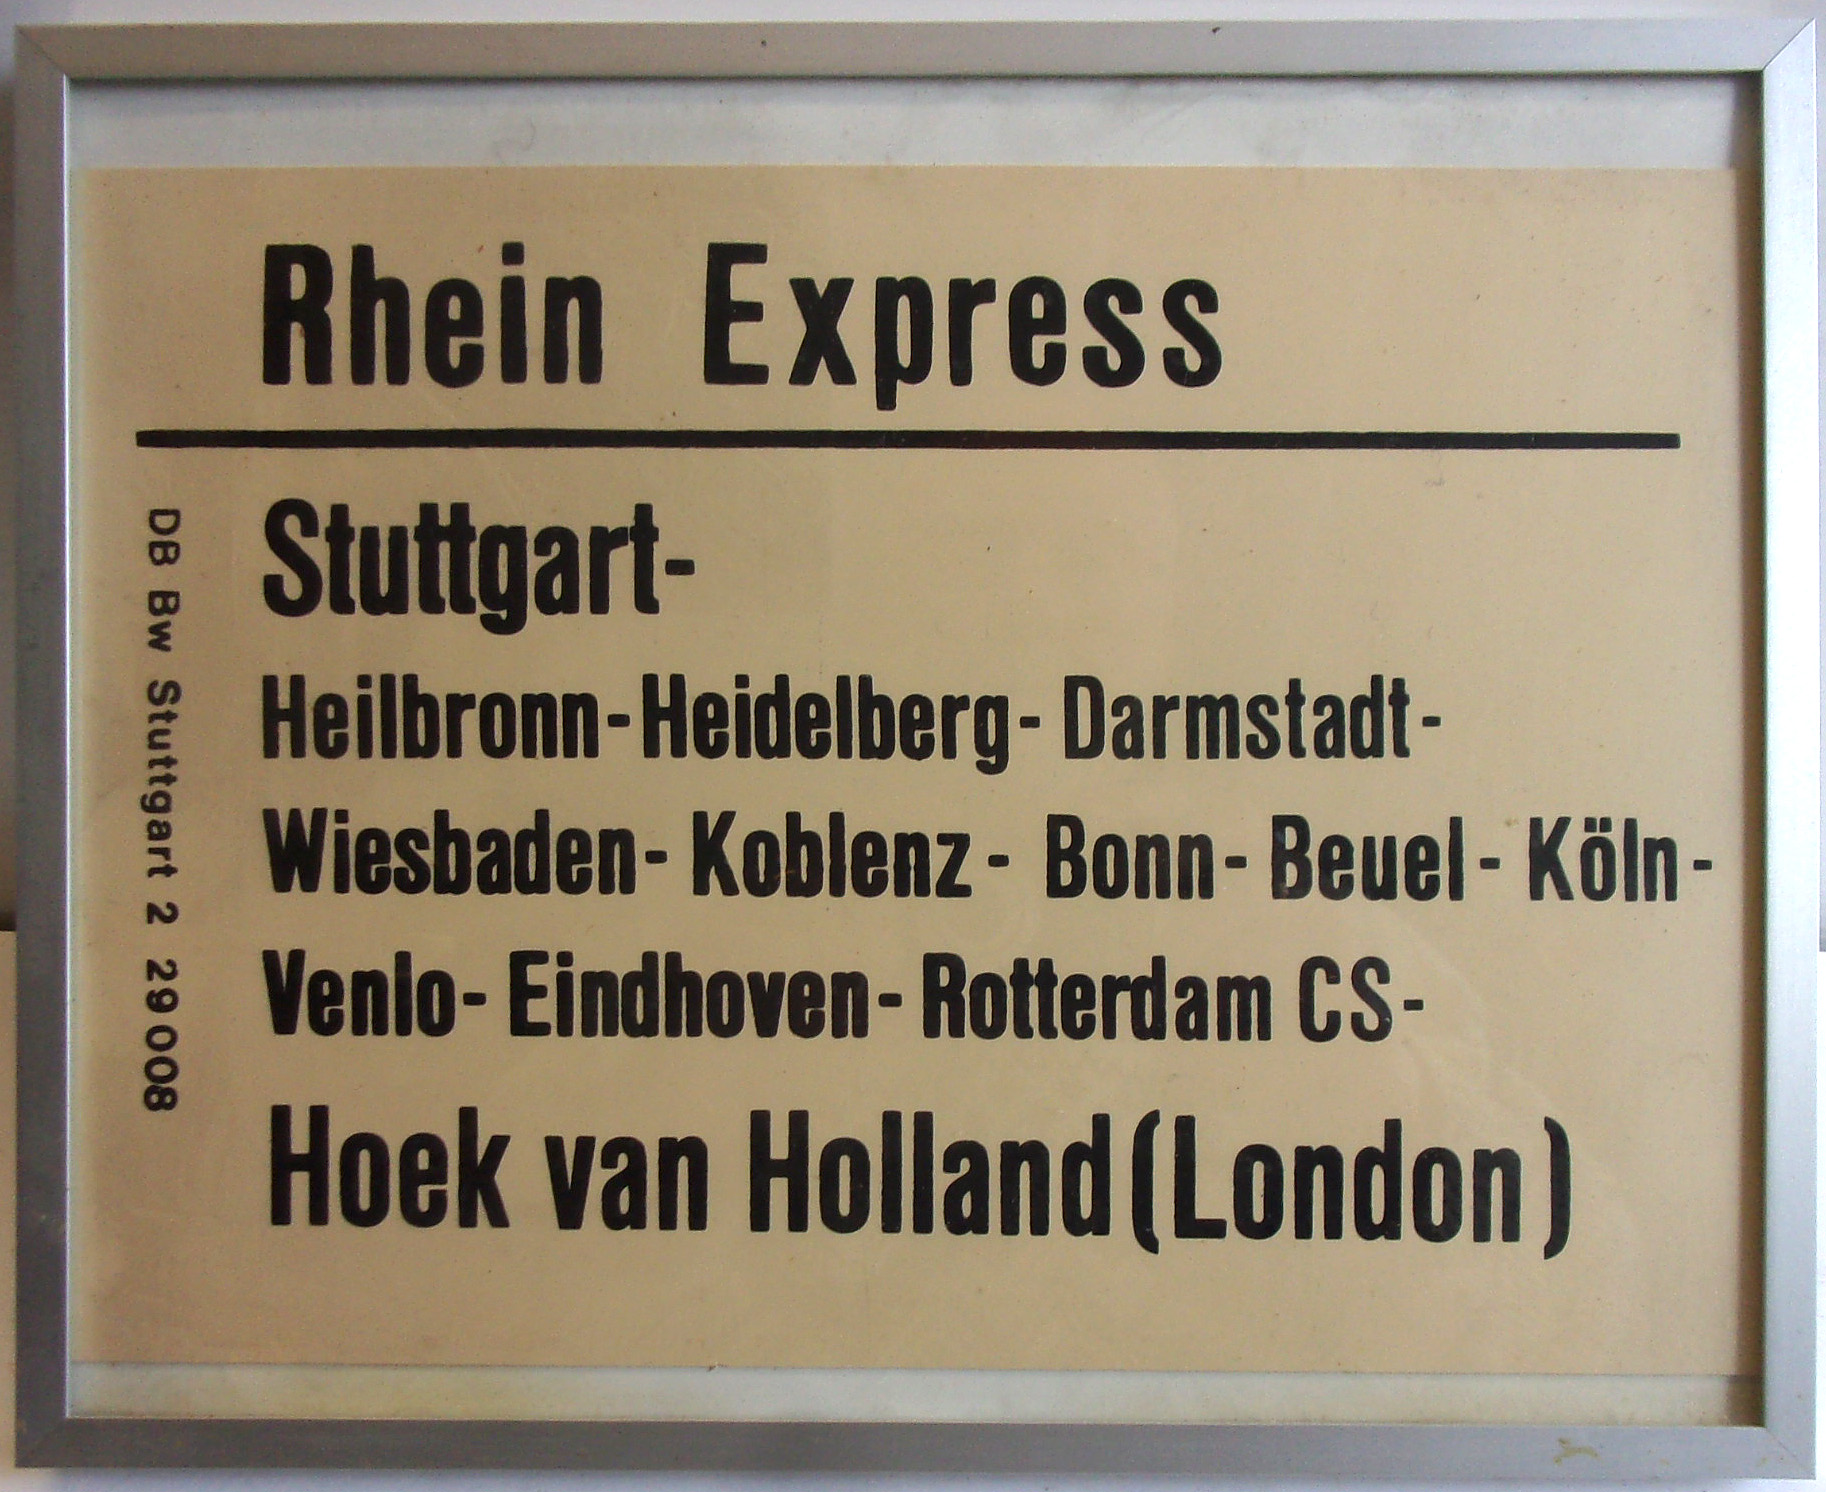 Rhein Express
Stuttgart-
Heilbronn-Heidelberg-Darmstadt-
Wiesbaden-Koblenz-Bonn-Beuel-Köln-
Venlo-Eindhoven-Rotterdam CS-
Hoek van Holland(London)
DB Bw Stuttgart 2 29008